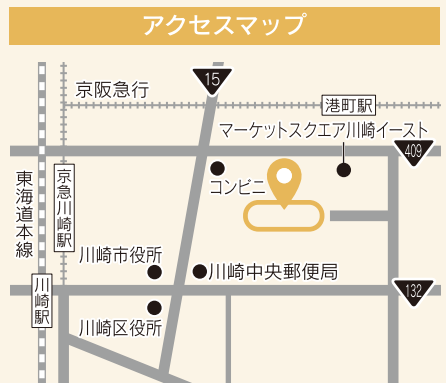 アクセスマップ
15
京阪急行
港町駅
マーケットスクエア川崎イースト
409
コンビニ
東海道本線
京急川崎駅
川崎市役所
川崎中央郵便局
川崎駅
132
川崎区役所